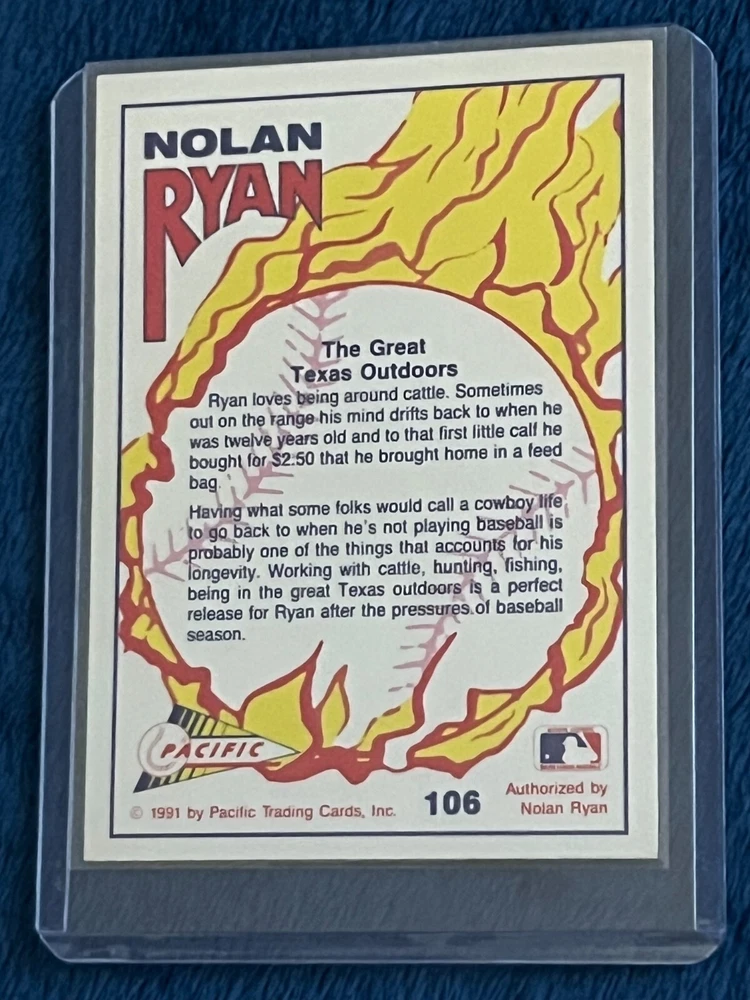 NOLAN
RYAN
The Great
Texas Outdoors
Ryan loves being around cattle. Sometimes
out on the range his mind drifts back to when he
was twelve years old and to that first little calf he
bought for $2.50 that he brought home in a feed
bag.
Having what some folks would call a cowboy life
to go back to when he's not playing baseball is
probably one of the things that accounts for his
longevity. Working with cattle, hunting, fishing,
being in the great Texas outdoors is a perfect
release for Ryan after the pressures of baseball
season.
PACIFIC
© 1991 by Pacific Trading Cards, Inc.
106
Authorized by
Nolan Ryan